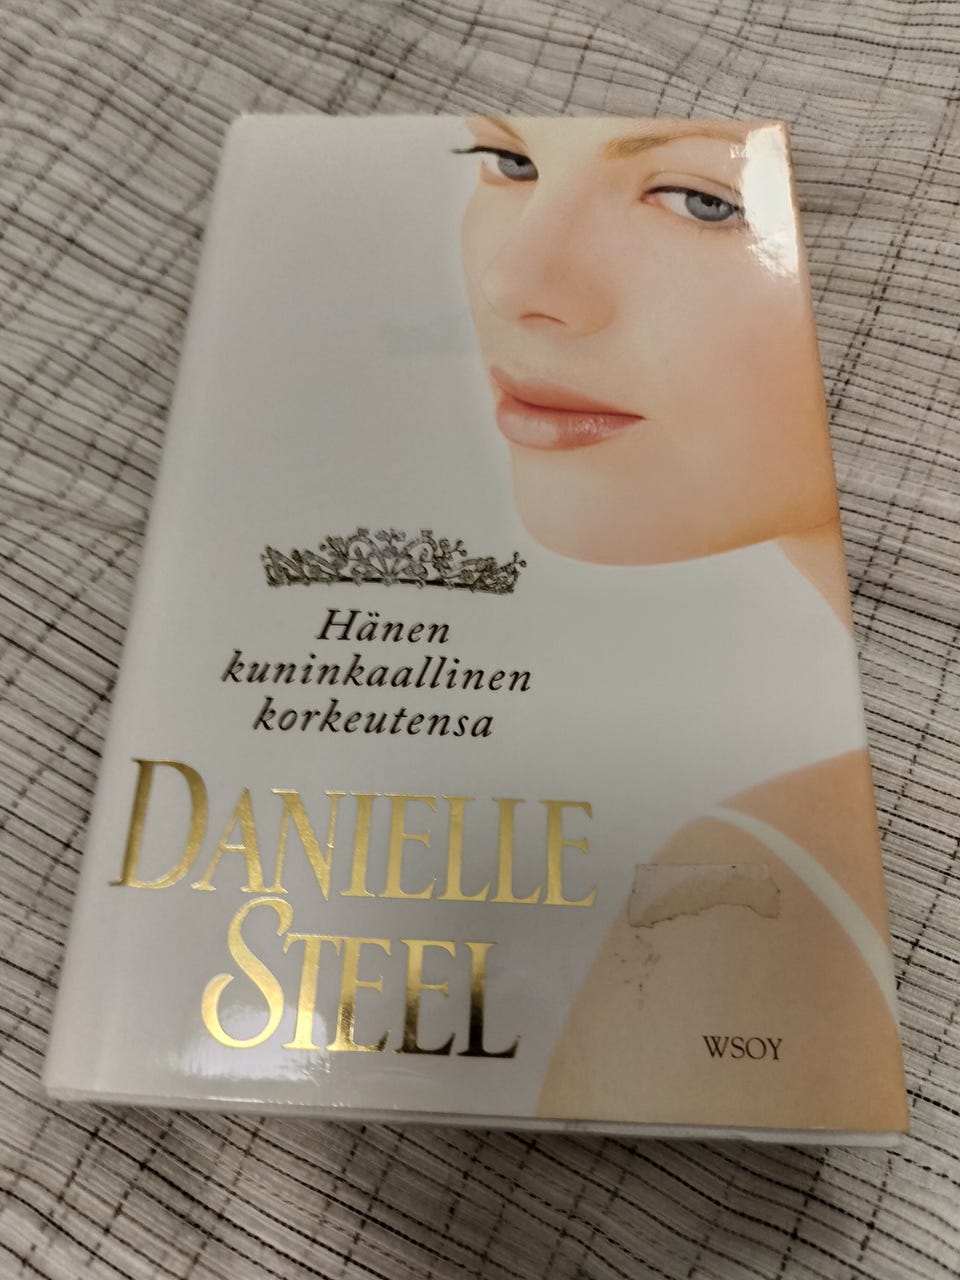 Hänen
kuninkaallinen
korkeutensa
DANIELLE
STEEL
WSOY